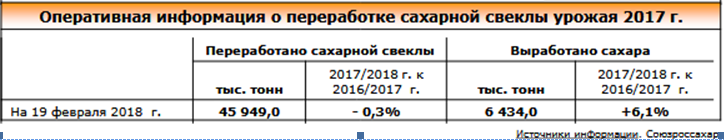 Оперативная информация о переработке сахарной свеклы урожая 2017 г.
Переработано сахарной свеклы Выработано сахара
тыс. тонн 2017/2018 г. к 2016/2017 г. тыс. тонн 2017/2018 г. к 2016/2017 г.
На 19 февраля 2018 г. 45 949,0 - 0,3% 6 434,0 +6,1%
Источники информации. Союзроссахар